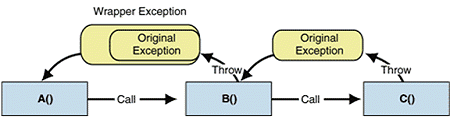 Wrapper Exception
Original
Exception
Original
Exception
Throw
Throw
A()
Call
B()
Call
C()